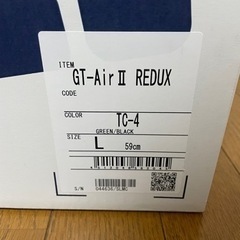 ITEM
GT-AirⅡ REDUX
CODE
COLOR
TC-4
GREEN/BLACK
SIZE
L 59cm
S/N